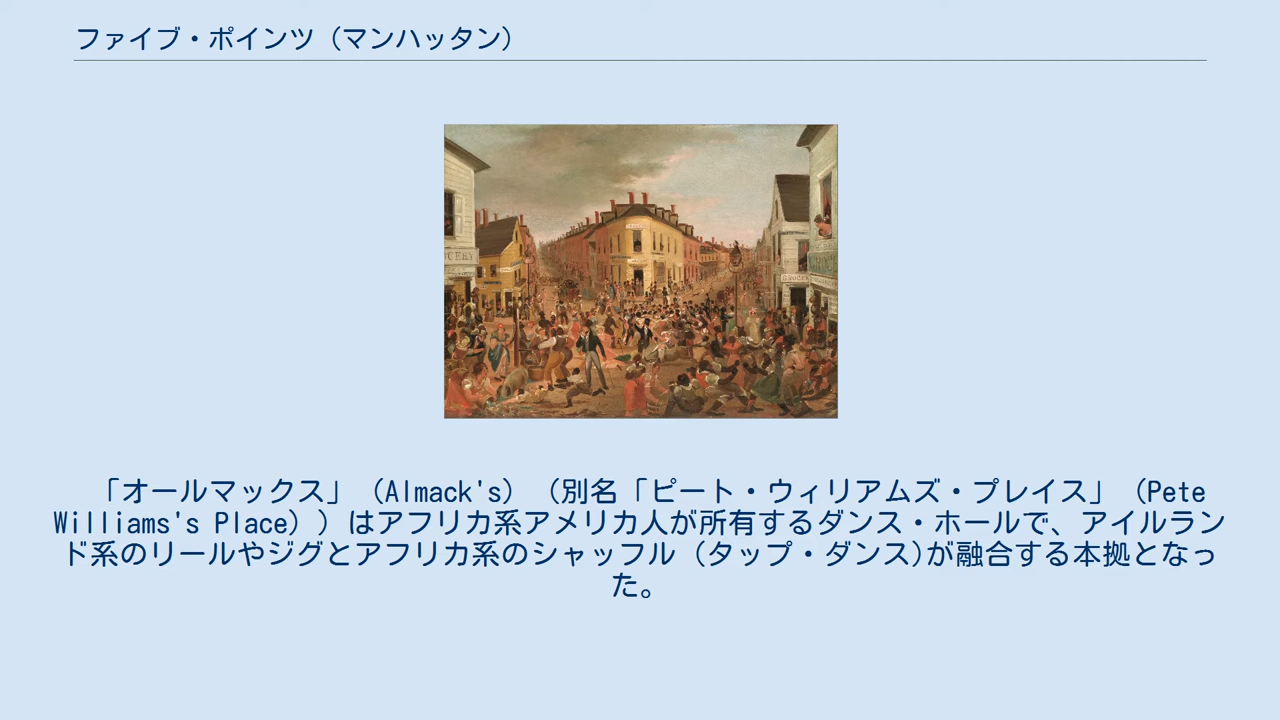 ファイブ・ポインツ（マンハッタン）
「オールマックス」（Almack's）（別名「ピート・ウィリアムズ・プレイス」（Pete
Williams's Place））はアフリカ系アメリカ人が所有するダンス・ホールで、アイルラン
ド系のリールやジグとアフリカ系のシャッフル（タップ・ダンス)が融合する本拠となっ
た。